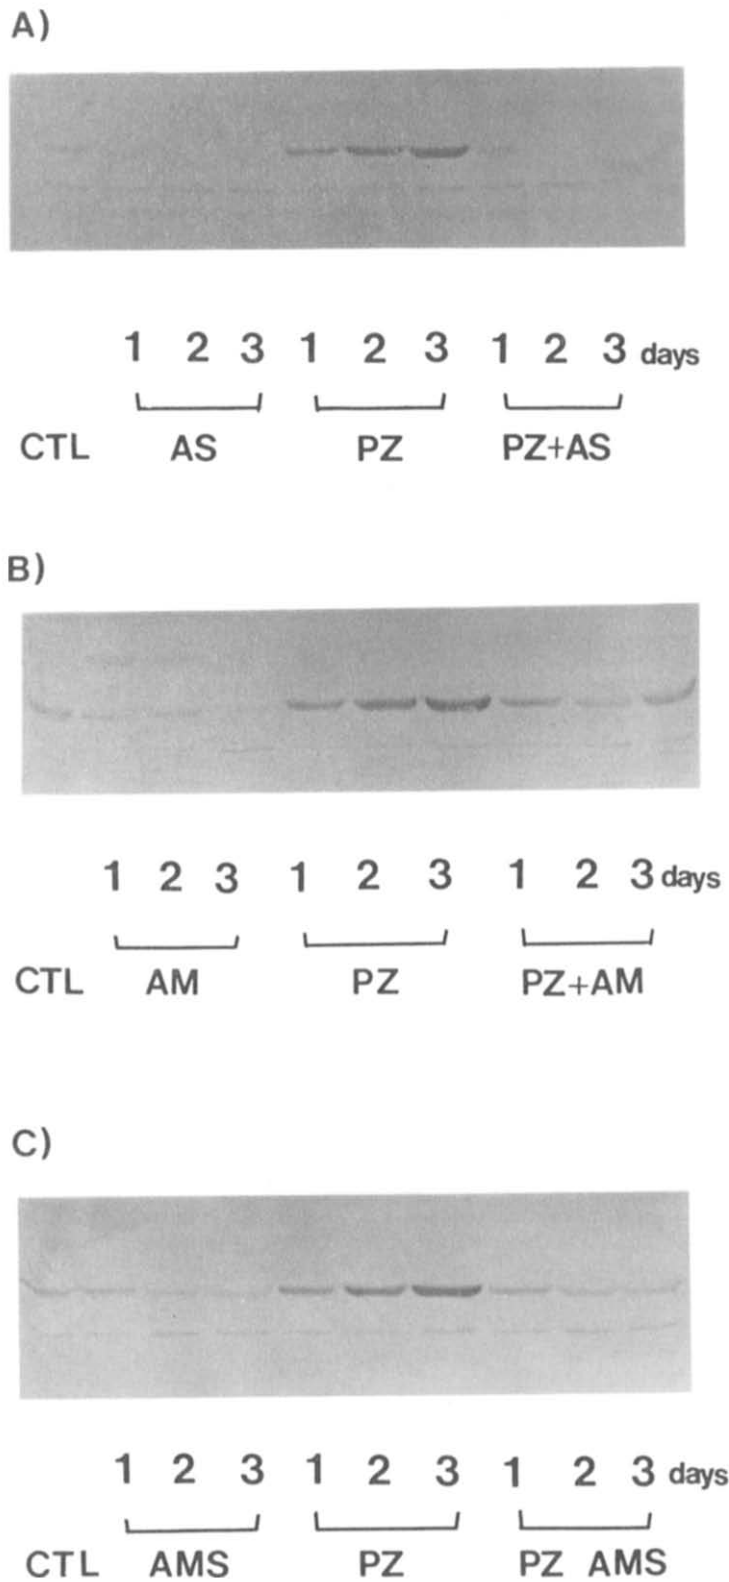 A)
1 2 3 1 2 3 1 2 3 days
CTL AS PZ PZ+AS
B)
1 2 3 1 2 3 1 2 3 days
CTL AM PZ PZ+AM
C)
1 2 3 1 2 3 1 2 3 days
CTL AMS PZ PZ AMS